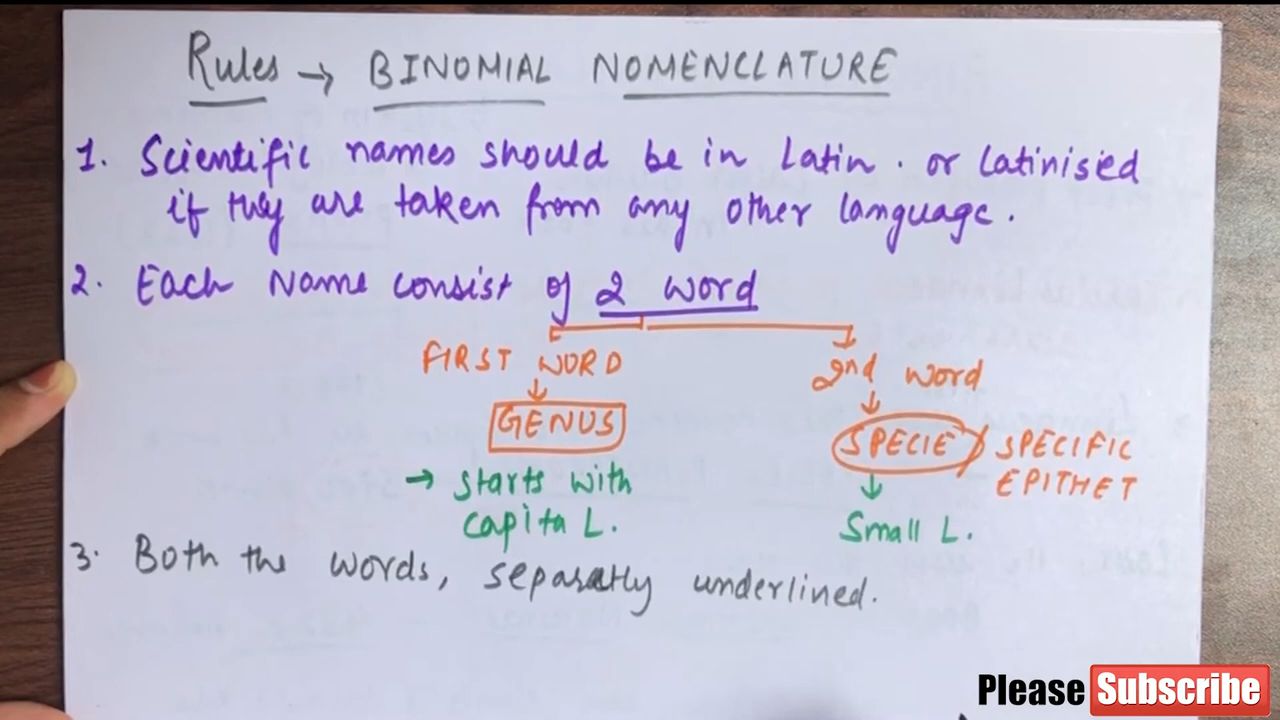 Rules → BINOMIAL NOMENCLATURE
1. Scientific names should be in Latin. or Latinised
if they are taken from any other language.
2. Each Name consist of 2 word
FIRST WORD
2nd word
GENUS
SPECIE / SPECIFIC
EPITHET
→ starts with
capita L.
Small L.
3. Both the words, separatly underlined.
Please Subscribe